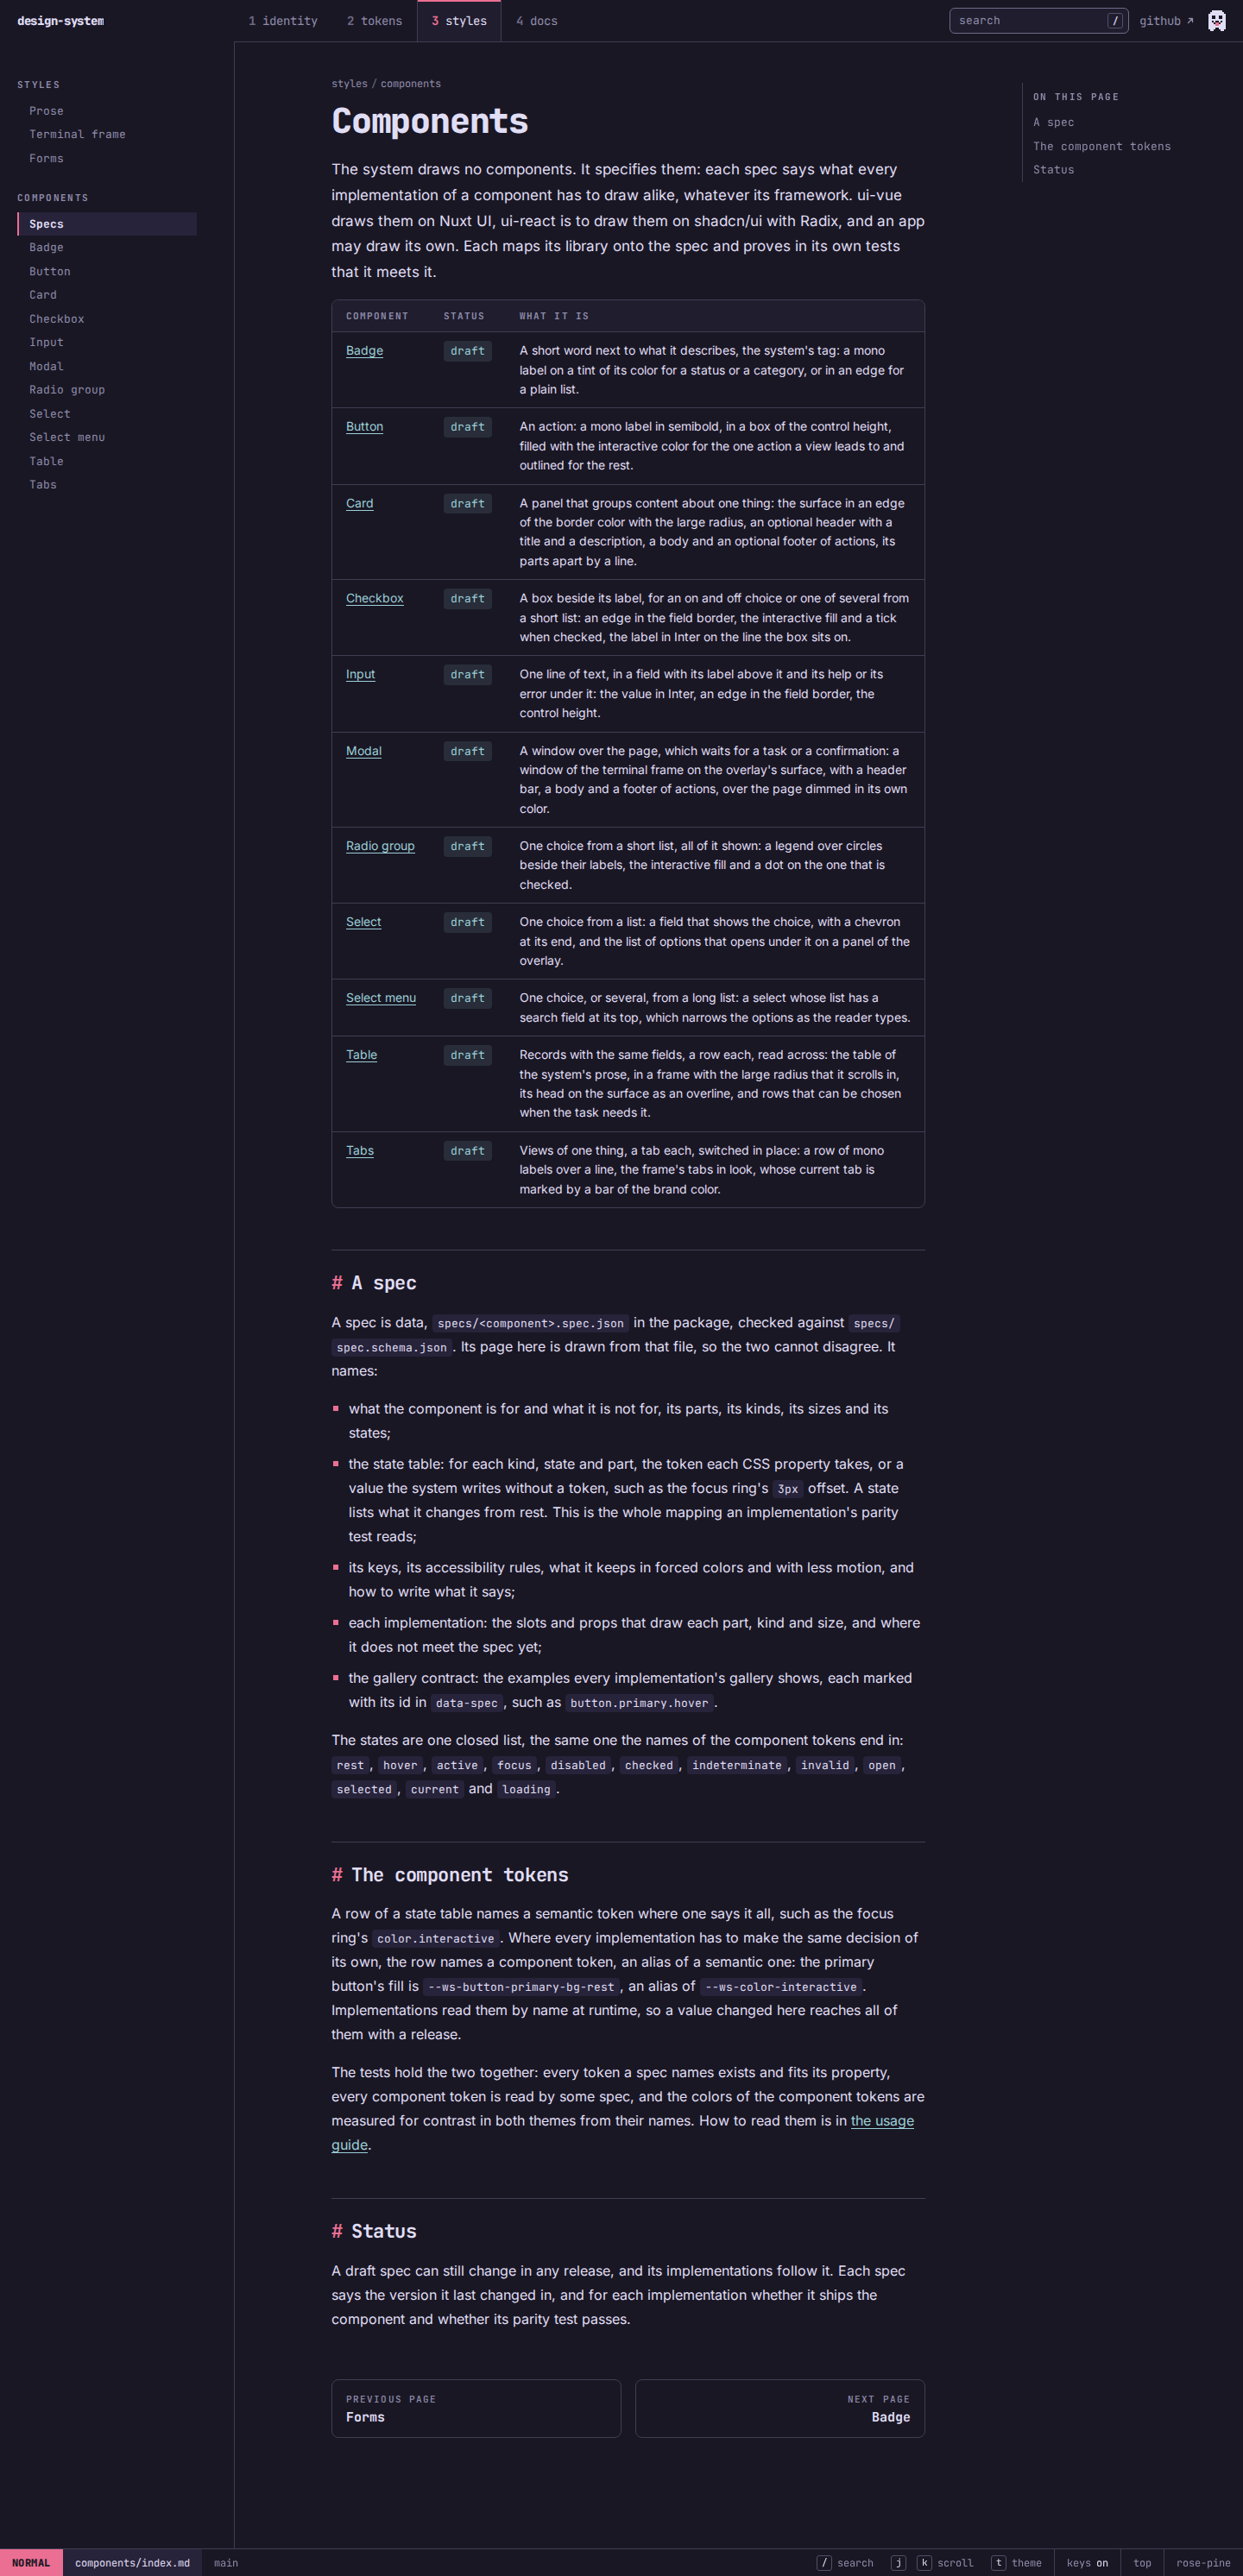 design-system
1 identity
2 tokens
3 styles
4 docs
search /
github ↗
STYLES
Prose
Terminal frame
Forms
COMPONENTS
Specs
Badge
Button
Card
Checkbox
Input
Modal
Radio group
Select
Select menu
Table
Tabs
styles / components
Components
The system draws no components. It specifies them: each spec says what every
implementation of a component has to draw alike, whatever its framework. ui-vue
draws them on Nuxt UI, ui-react is to draw them on shadcn/ui with Radix, and an app
may draw its own. Each maps its library onto the spec and proves in its own tests
that it meets it.
COMPONENT STATUS WHAT IT IS
Badge draft A short word next to what it describes, the system's tag: a mono
label on a tint of its color for a status or a category, or in an edge for
a plain list.
Button draft An action: a mono label in semibold, in a box of the control height,
filled with the interactive color for the one action a view leads to and
outlined for the rest.
Card draft A panel that groups content about one thing: the surface in an edge
of the border color with the large radius, an optional header with a
title and a description, a body and an optional footer of actions, its
parts apart by a line.
Checkbox draft A box beside its label, for an on and off choice or one of several from
a short list: an edge in the field border, the interactive fill and a tick
when checked, the label in Inter on the line the box sits on.
Input draft One line of text, in a field with its label above it and its help or its
error under it: the value in Inter, an edge in the field border, the
control height.
Modal draft A window over the page, which waits for a task or a confirmation: a
window of the terminal frame on the overlay's surface, with a header
bar, a body and a footer of actions, over the page dimmed in its own
color.
Radio group draft One choice from a short list, all of it shown: a legend over circles
beside their labels, the interactive fill and a dot on the one that is
checked.
Select draft One choice from a list: a field that shows the choice, with a chevron
at its end, and the list of options that opens under it on a panel of the
overlay.
Select menu draft One choice, or several, from a long list: a select whose list has a
search field at its top, which narrows the options as the reader types.
Table draft Records with the same fields, a row each, read across: the table of
the system's prose, in a frame with the large radius that it scrolls in,
its head on the surface as an overline, and rows that can be chosen
when the task needs it.
Tabs draft Views of one thing, a tab each, switched in place: a row of mono
labels over a line, the frame's tabs in look, whose current tab is
marked by a bar of the brand color.
# A spec
A spec is data, specs/<component>.spec.json in the package, checked against specs/
spec.schema.json. Its page here is drawn from that file, so the two cannot disagree. It
names:
what the component is for and what it is not for, its parts, its kinds, its sizes and its
states;
the state table: for each kind, state and part, the token each CSS property takes, or a
value the system writes without a token, such as the focus ring's 3px offset. A state
lists what it changes from rest. This is the whole mapping an implementation's parity
test reads;
its keys, its accessibility rules, what it keeps in forced colors and with less motion, and
how to write what it says;
each implementation: the slots and props that draw each part, kind and size, and where
it does not meet the spec yet;
the gallery contract: the examples every implementation's gallery shows, each marked
with its id in data-spec, such as button.primary.hover.
The states are one closed list, the same one the names of the component tokens end in:
rest, hover, active, focus, disabled, checked, indeterminate, invalid, open,
selected, current and loading.
# The component tokens
A row of a state table names a semantic token where one says it all, such as the focus
ring's color.interactive. Where every implementation has to make the same decision of
its own, the row names a component token, an alias of a semantic one: the primary
button's fill is --ws-button-primary-bg-rest, an alias of --ws-color-interactive.
Implementations read them by name at runtime, so a value changed here reaches all of
them with a release.
The tests hold the two together: every token a spec names exists and fits its property,
every component token is read by some spec, and the colors of the component tokens are
measured for contrast in both themes from their names. How to read them is in the usage
guide.
# Status
A draft spec can still change in any release, and its implementations follow it. Each spec
says the version it last changed in, and for each implementation whether it ships the
component and whether its parity test passes.
PREVIOUS PAGE
Forms
NEXT PAGE
Badge
ON THIS PAGE
A spec
The component tokens
Status
NORMAL
components/index.md
main
/ search
j k scroll
t theme
keys on
top
rose-pine